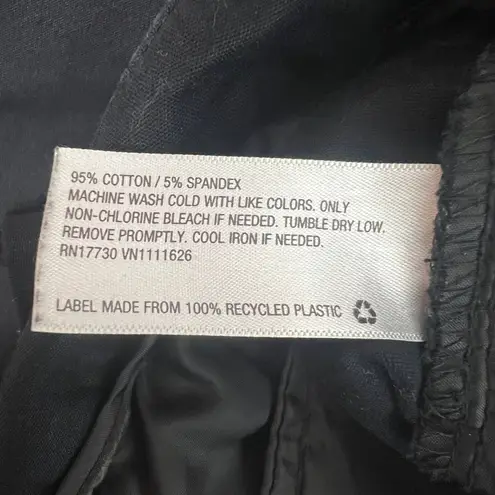 95% COTTON / 5% SPANDEX
MACHINE WASH COLD WITH LIKE COLORS. ONLY
NON-CHLORINE BLEACH IF NEEDED. TUMBLE DRY LOW.
REMOVE PROMPTLY. COOL IRON IF NEEDED.
RN17730 VN1111626
LABEL MADE FROM 100% RECYCLED PLASTIC